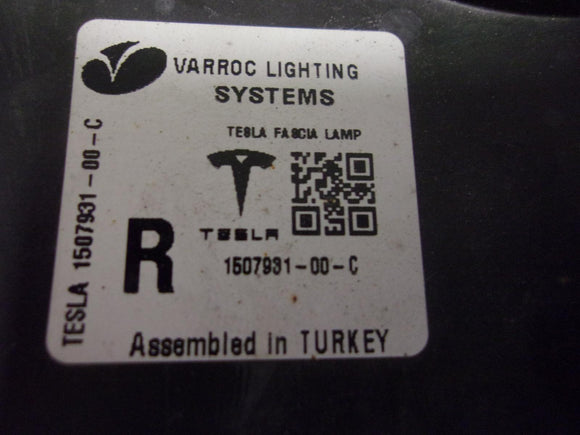 VARROC LIGHTING
SYSTEMS
TESLA FASCIA LAMP
TESLA
1507931-00-C
R
TESLA 1507931-00-C
Assembled in TURKEY